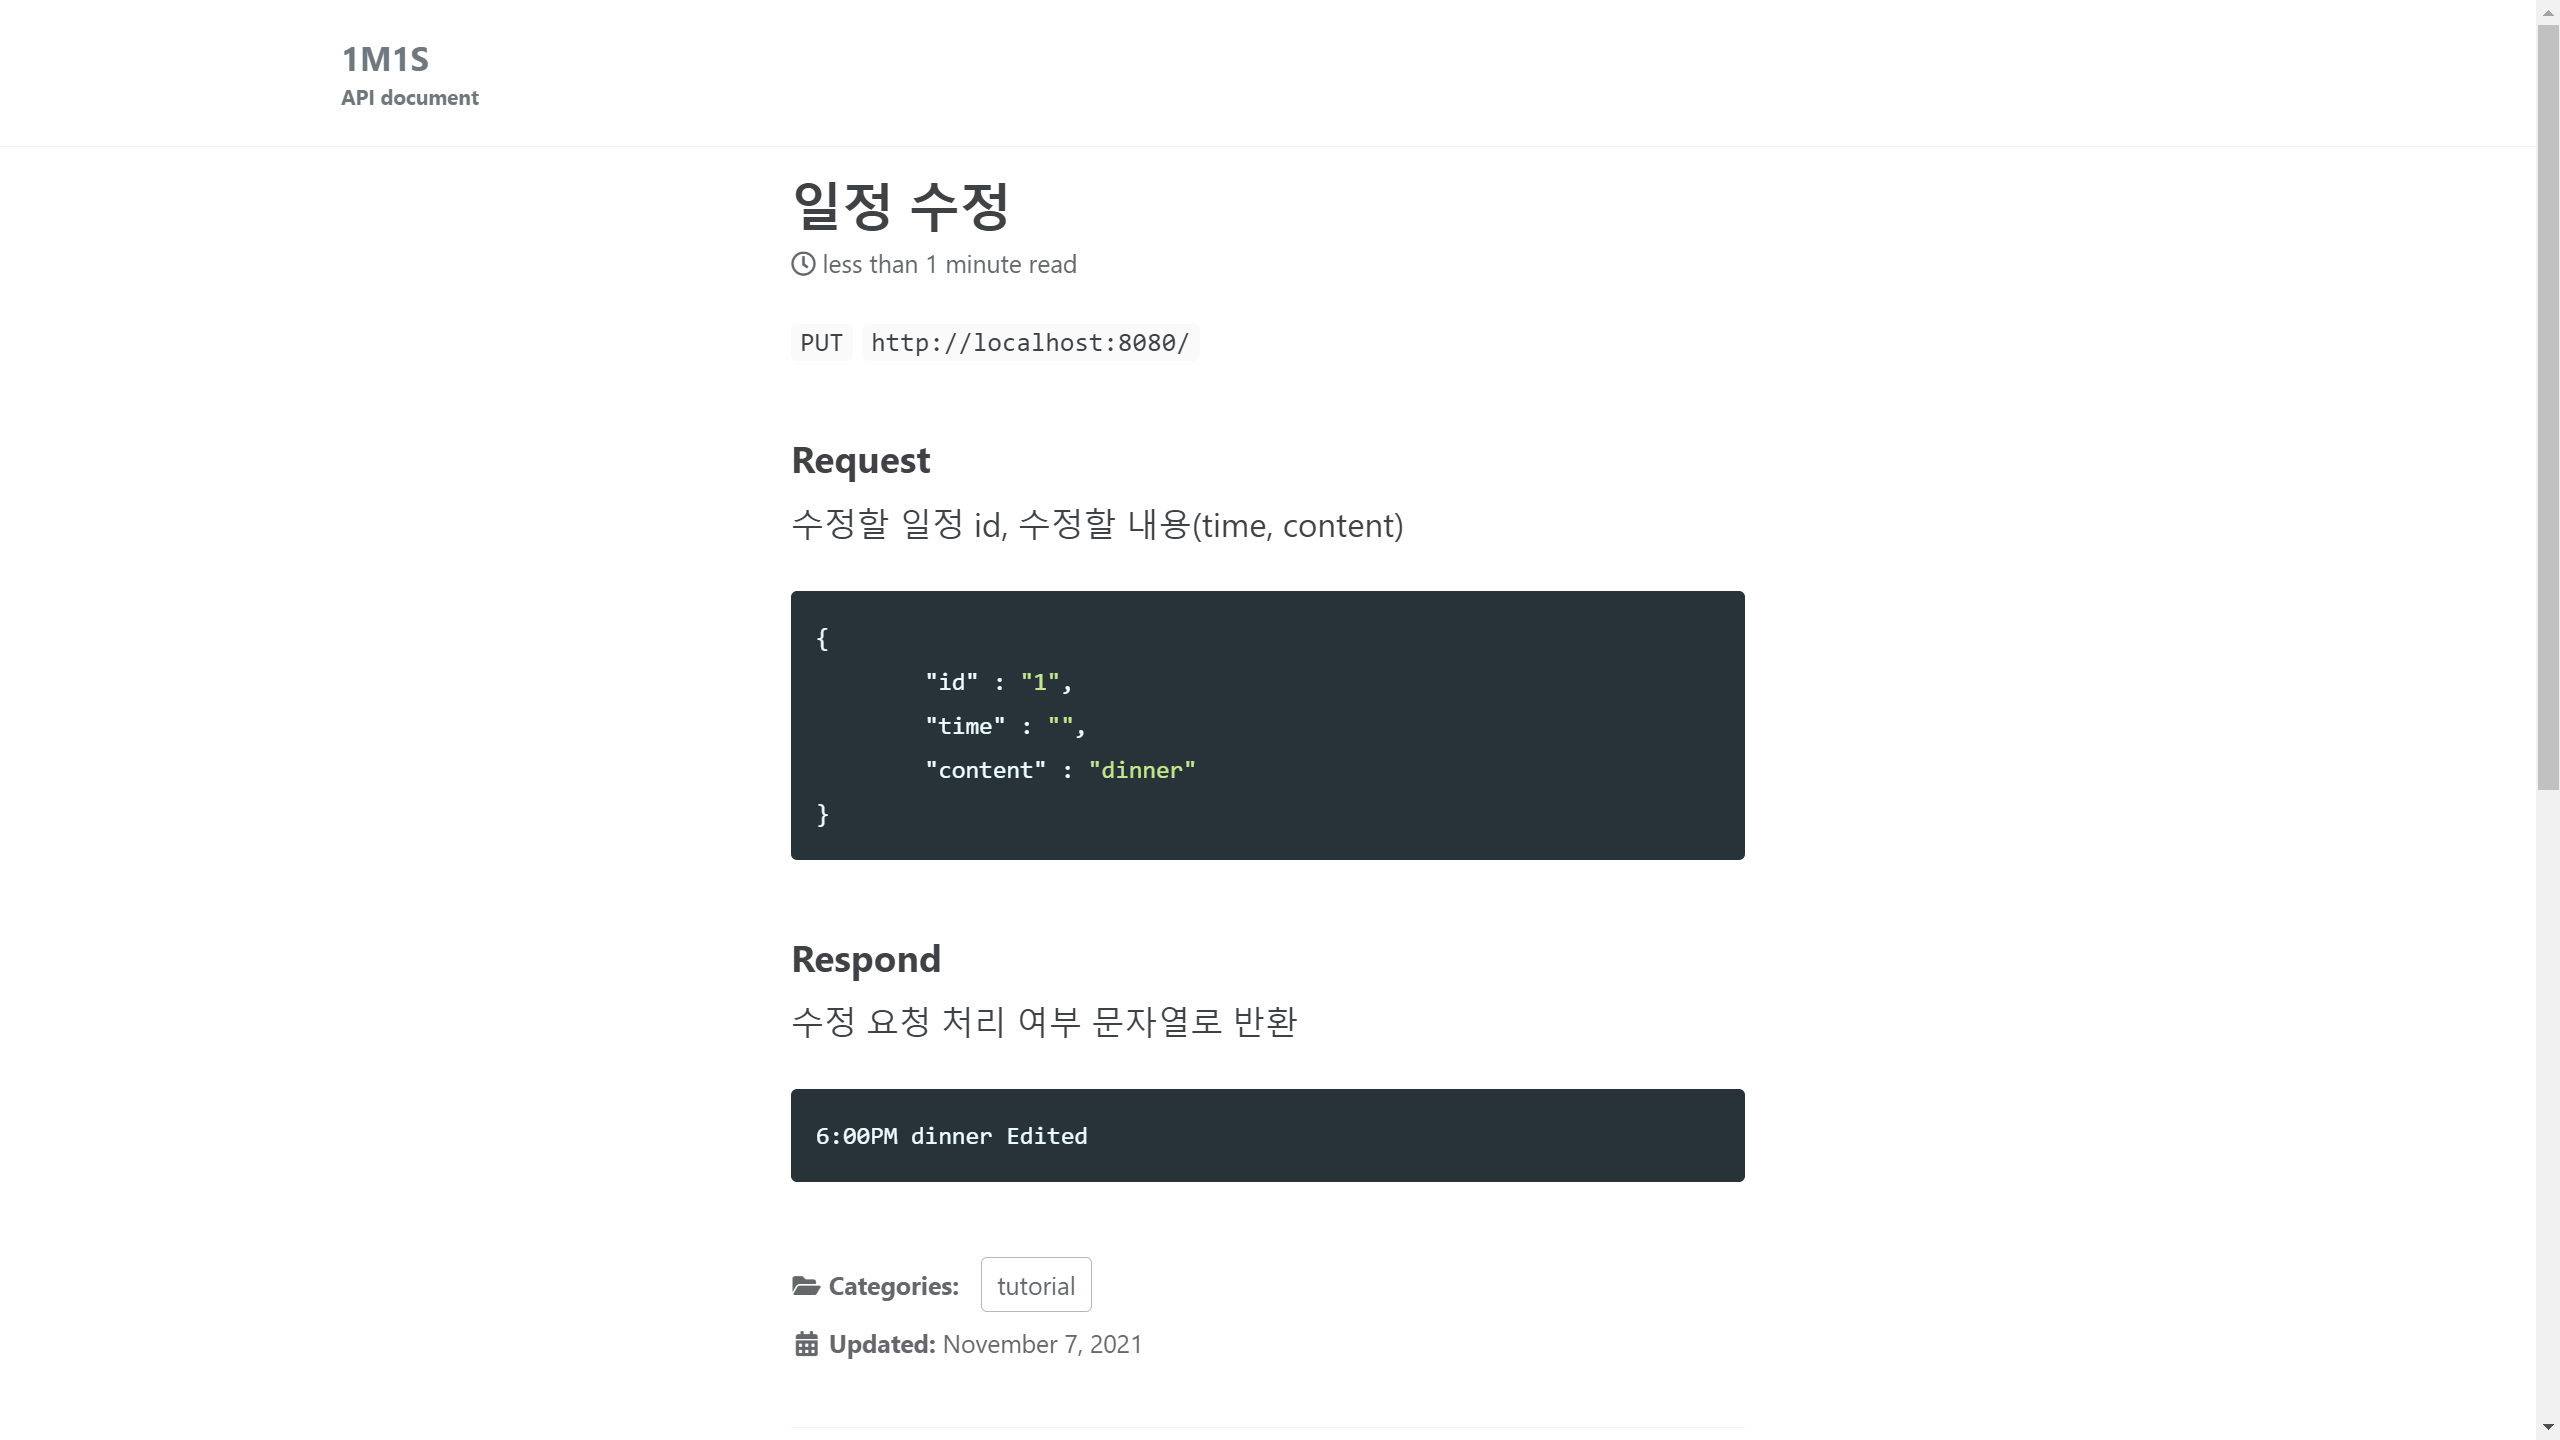 1M1S
API document
일정 수정
less than 1 minute read
PUT http://localhost:8080/
Request
수정할 일정 id, 수정할 내용(time, content)
{
"id" : "1",
"time" : "",
"content" : "dinner"
}
Respond
수정 요청 처리 여부 문자열로 반환
6:00PM dinner Edited
Categories: tutorial
Updated: November 7, 2021